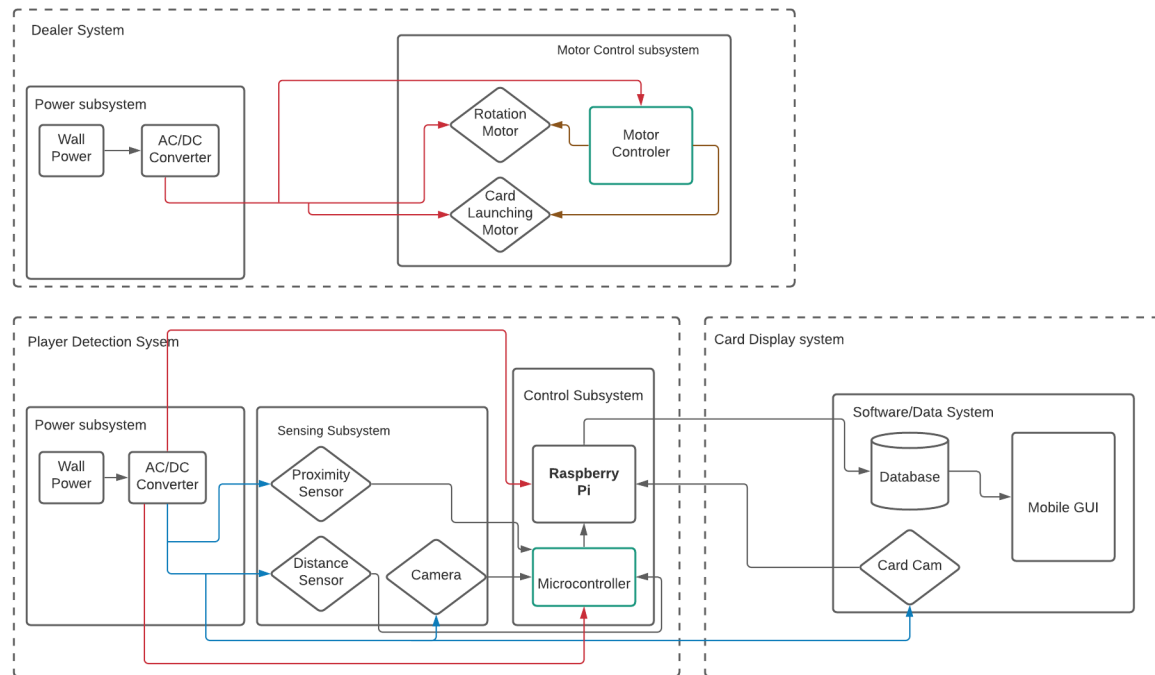 Dealer System
Motor Control subsystem
Power subsystem
Wall
Power
AC/DC
Converter
Rotation
Motor
Motor
Controler
Card
Launching
Motor
Player Detection Sysem
Card Display system
Control Subsystem
Power subsystem
Sensing Subsystem
Software/Data System
Wall
Power
AC/DC
Converter
Proximity
Sensor
Raspberry
Pi
Database
Mobile GUI
Distance
Sensor
Camera
Microcontroller
Card Cam